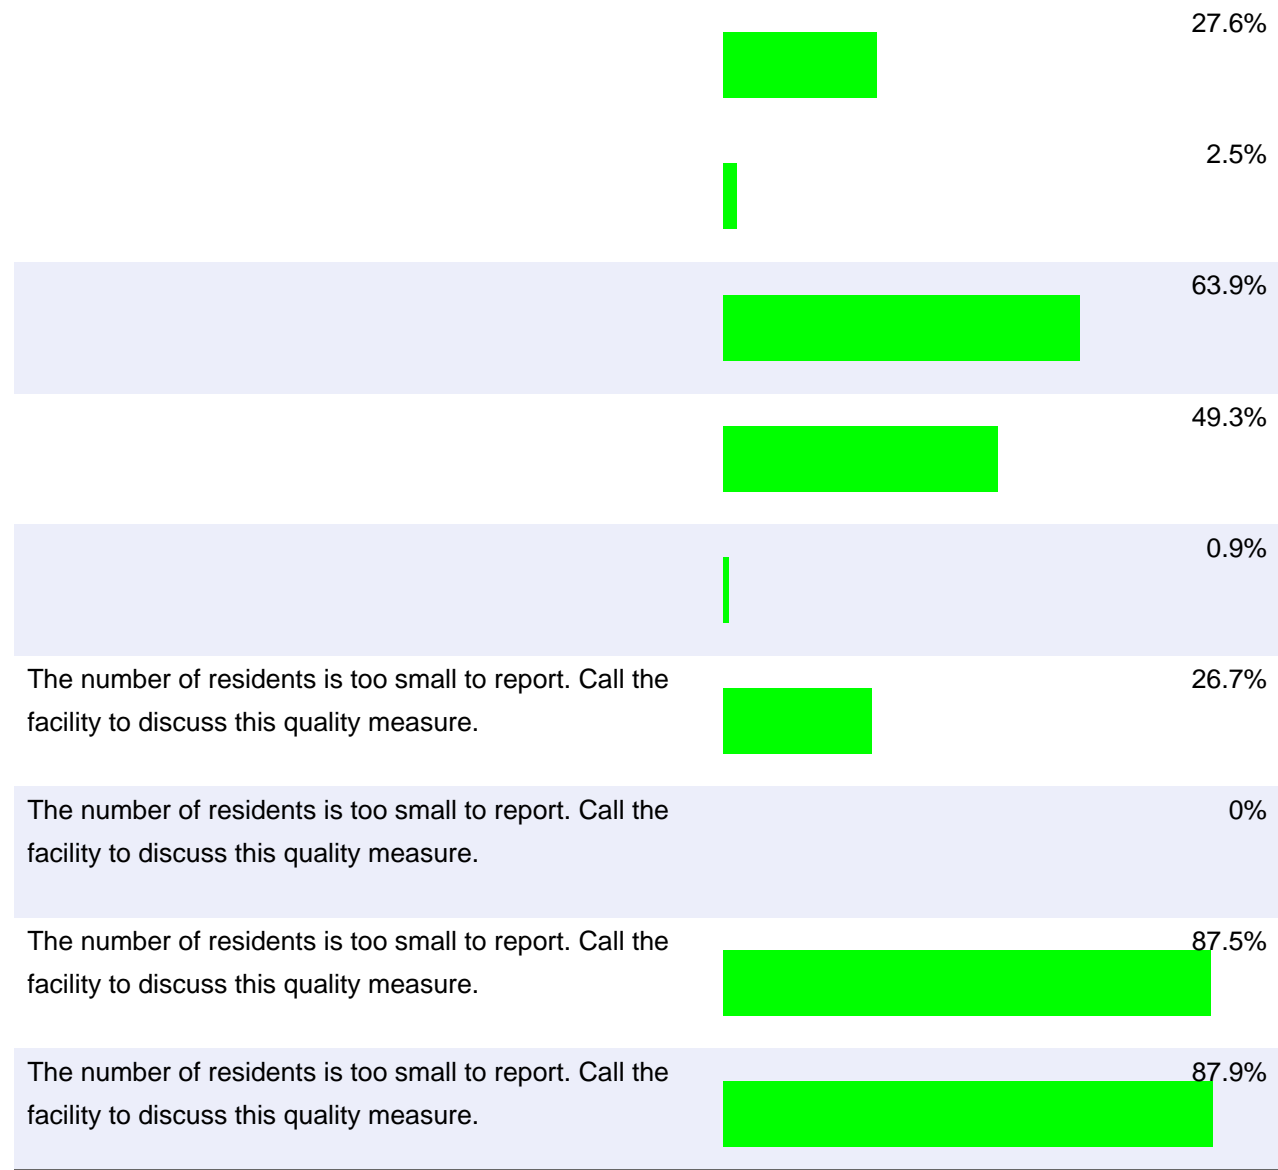 27.6%
2.5%
63.9%
49.3%
0.9%
The number of residents is too small to report. Call the
facility to discuss this quality measure.
26.7%
The number of residents is too small to report. Call the
facility to discuss this quality measure.
0%
The number of residents is too small to report. Call the
facility to discuss this quality measure.
87.5%
The number of residents is too small to report. Call the
facility to discuss this quality measure.
87.9%